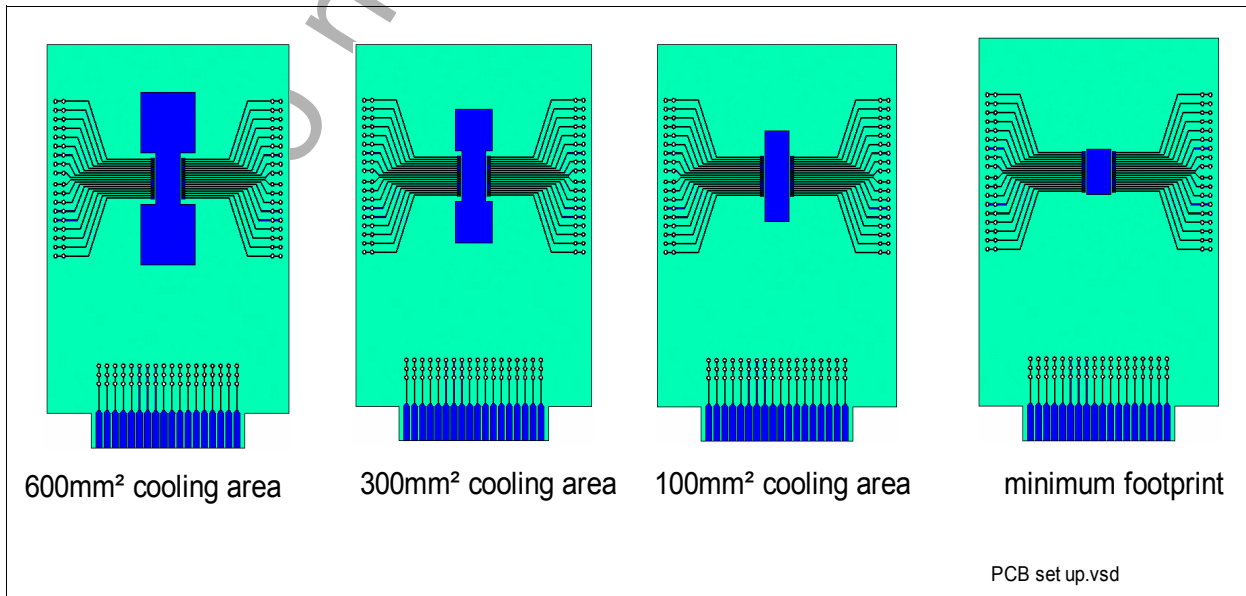 600mm² cooling area
300mm² cooling area
100mm² cooling area
minimum footprint
PCB set up.vsd